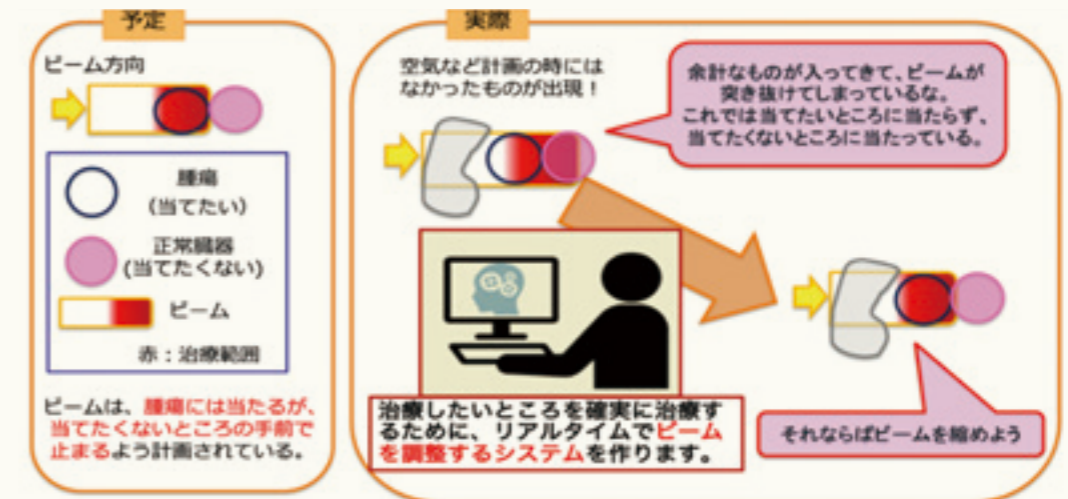 予定
ビーム方向
腫瘍
（当てたい）
正常臓器
(当てたくない)
ビーム
赤：治療範囲
ビームは、腫瘍には当たるが、
当てたくないところの手前で
止まるよう計画されている。
実際
空気など計画の時には
なかったものが出現！
余計なものが入ってきて、ビームが
突き抜けてしまっているな。
これでは当てたいところに当たらず、
当てたくないところに当たっている。
治療したいところを確実に治療す
るために、リアルタイムでビーム
を調整するシステムを作ります。
それならばビームを縮めよう